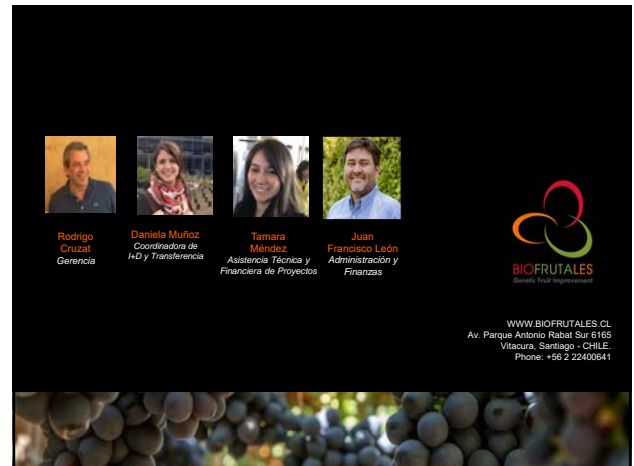 Rodrigo
Cruzat
Gerencia
Daniela Muñoz
Coordinadora de
I+D y Transferencia
Tamara
Méndez
Asistencia Técnica y
Financiera de Proyectos
Juan
Francisco León
Administración y
Finanzas
BIOFRUTALES
Genetic Fruit Improvement
WWW.BIOFRUTALES.CL
Av. Parque Antonio Rabat Sur 6165
Vitacura, Santiago - CHILE.
Phone: +56 2 22400641